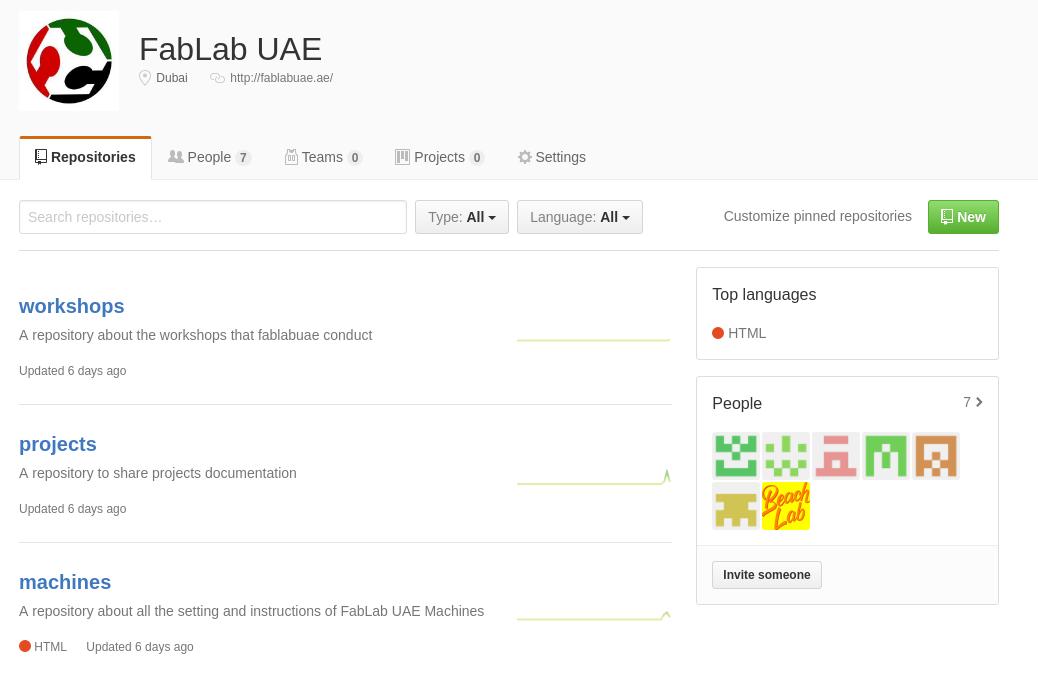 FabLab UAE
Dubai http://fablabuae.ae/
Repositories People 7 Teams 0 Projects 0 Settings
Search repositories… Type: All Language: All Customize pinned repositories New
workshops
A repository about the workshops that fablabuae conduct
Updated 6 days ago
projects
A repository to share projects documentation
Updated 6 days ago
machines
A repository about all the setting and instructions of FabLab UAE Machines
HTML Updated 6 days ago
Top languages
HTML
People 7
Beach
Lab
Invite someone